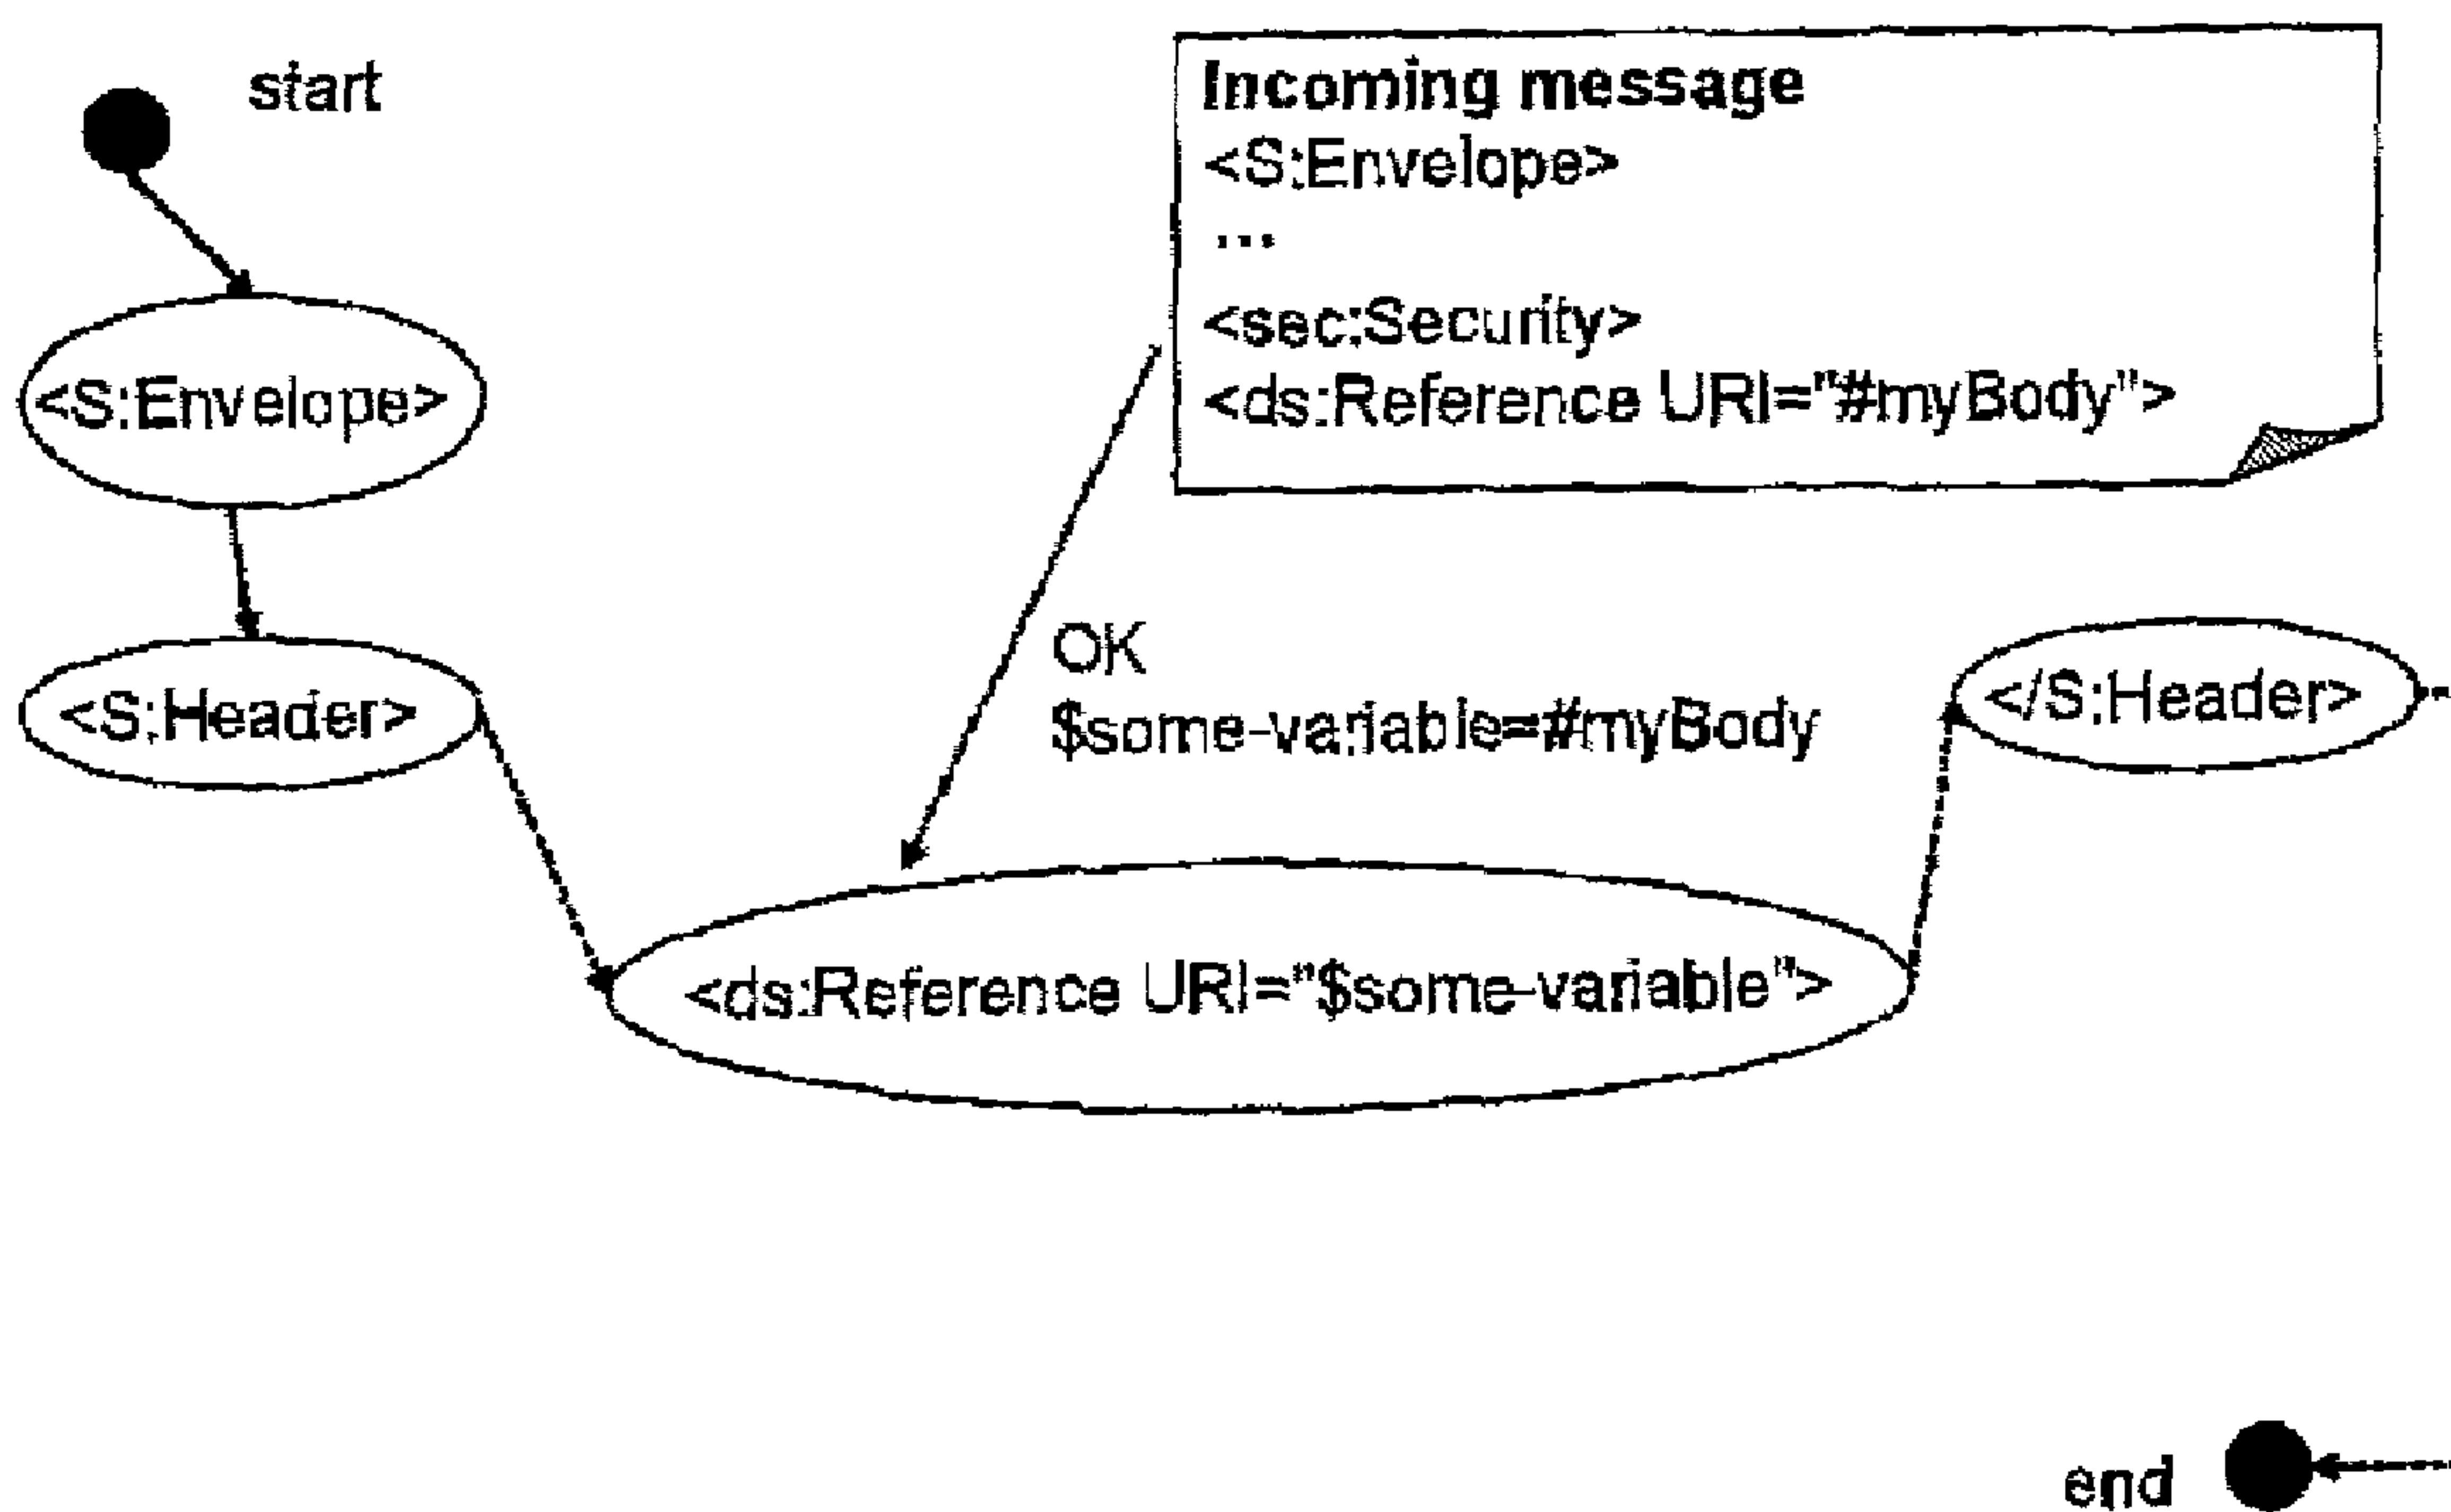 start
Incoming message
<S:Envelope>
...
<sec:Security>
<ds:Reference URI="#myBody">
<S:Envelope>
<S:Header>
OK
$some-variable=#myBody
</S:Header>
<ds:Reference URI="$some-variable">
end